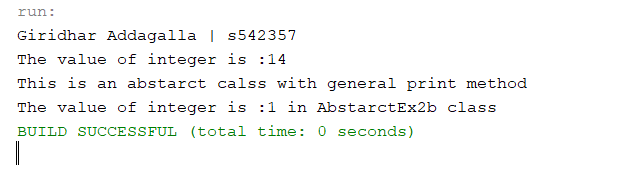 run:
Giridhar Addagalla | s542357
The value of integer is :14
This is an abstarct calss with general print method
The value of integer is :1 in AbstarctEx2b class
BUILD SUCCESSFUL (total time: 0 seconds)